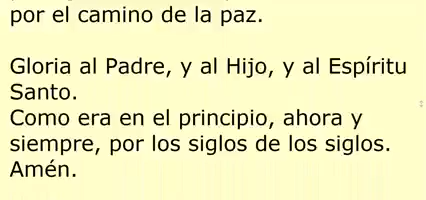 por el camino de la paz.
Gloria al Padre, y al Hijo, y al Espíritu
Santo.
Como era en el principio, ahora y
siempre, por los siglos de los siglos.
Amén.